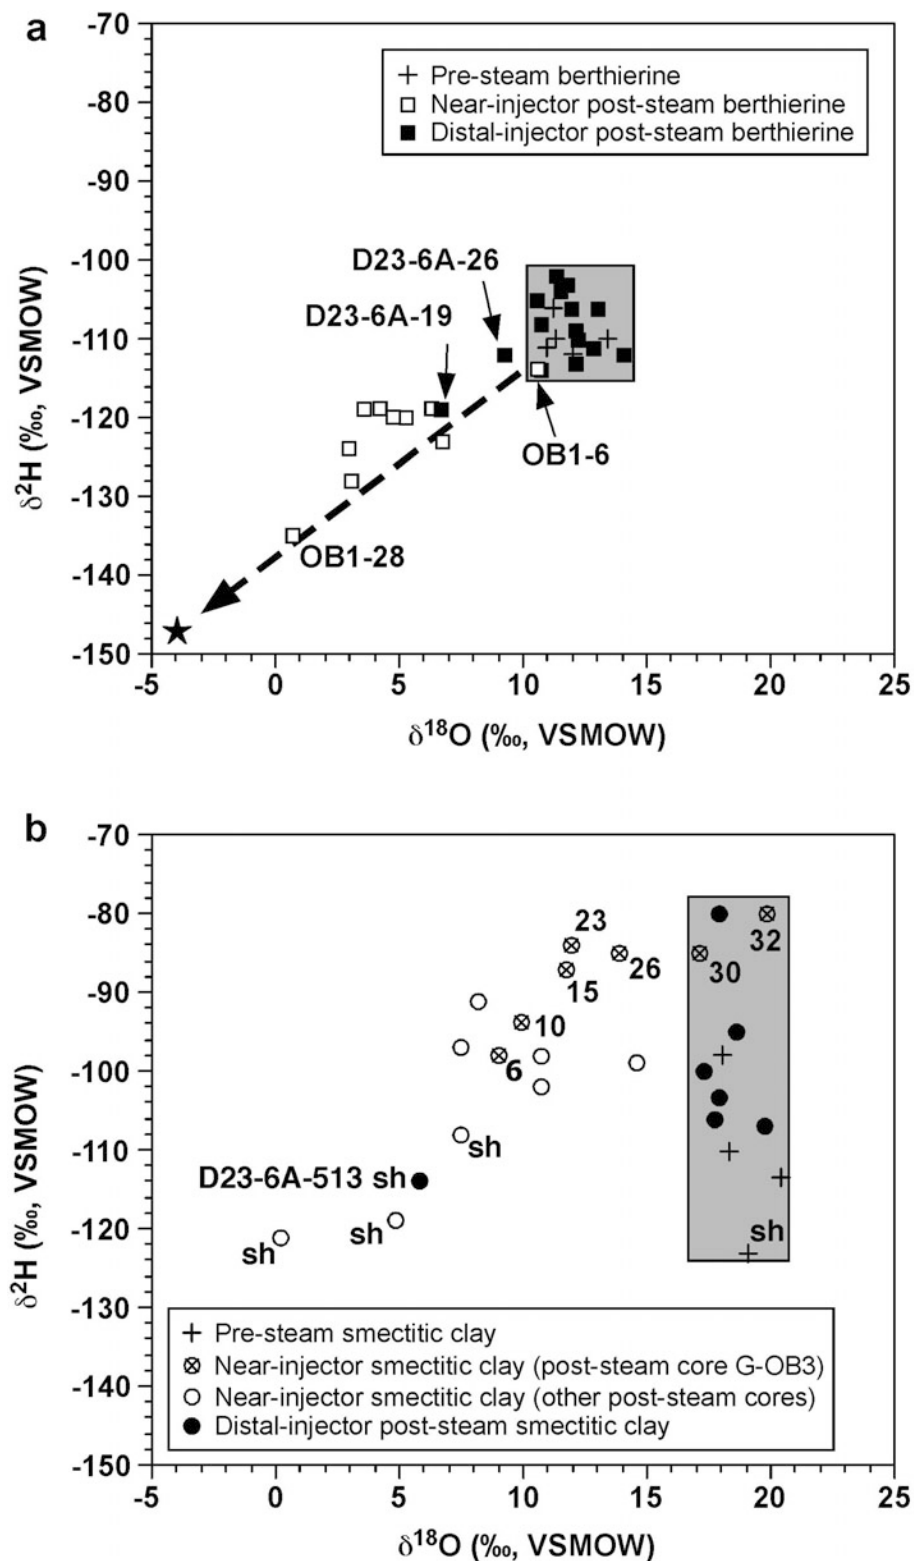 a
-70
-80
-90
-100
-110
-120
-130
-140
-150
δ2H (‰, VSMOW)
Pre-steam berthierine
Near-injector post-steam berthierine
Distal-injector post-steam berthierine
D23-6A-26
D23-6A-19
OB1-6
OB1-28
-5 0 5 10 15 20 25
δ18O (‰, VSMOW)
b
-70
-80
-90
-100
-110
-120
-130
-140
-150
δ2H (‰, VSMOW)
23
32
26
30
15
10
6
sh
D23-6A-513 sh
sh
sh
sh
Pre-steam smectitic clay
Near-injector smectitic clay (post-steam core G-OB3)
Near-injector smectitic clay (other post-steam cores)
Distal-injector post-steam smectitic clay
-5 0 5 10 15 20 25
δ18O (‰, VSMOW)